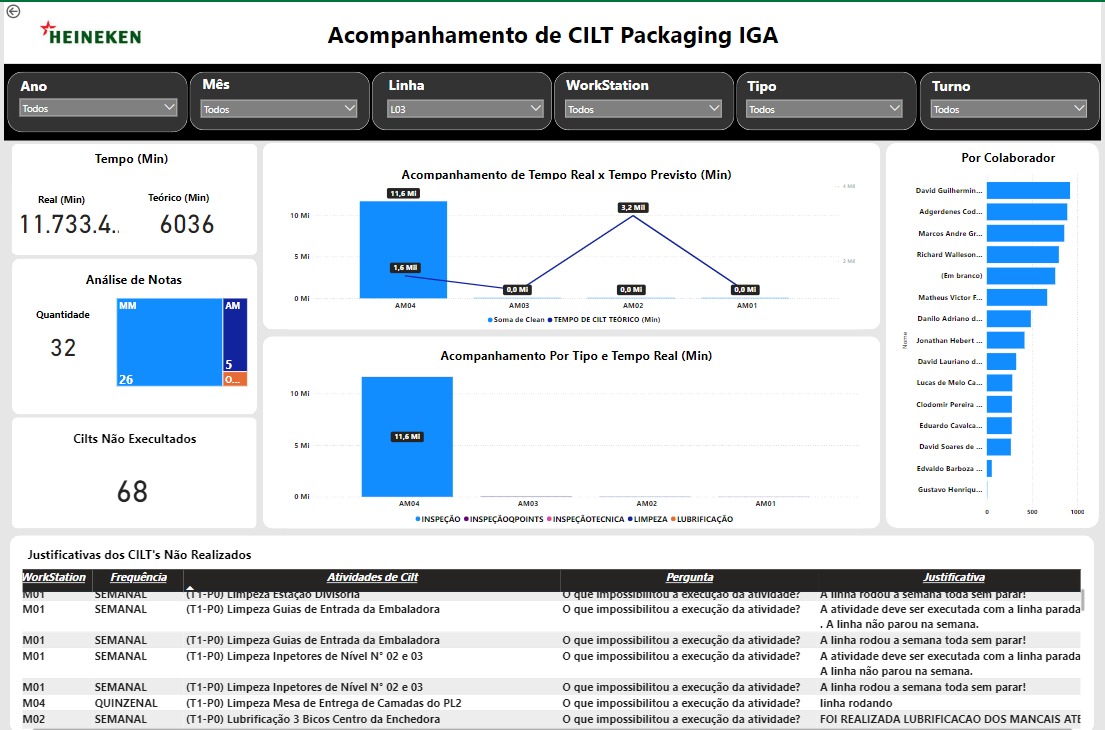 HEINEKEN
Acompanhamento de CILT Packaging IGA
Ano
Todos
Mês
Todos
Linha
L03
WorkStation
Todos
Tipo
Todos
Turno
Todos
Tempo (Min)
Real (Min)
11.733.4..
Teórico (Min)
6036
Análise de Notas
Quantidade
32
MM
26
AM
5
O...
Cilts Não Execultados
68
Acompanhamento de Tempo Real x Tempo Previsto (Min)
10 Mi
5 Mi
0 Mi
4 Mil
2 Mil
11,6 Mi
1,6 Mil
0,0 Mi
3,2 Mil
0,0 Mi
0,0 Mi
AM04
AM03
AM02
AM01
Soma de Clean
TEMPO DE CILT TEÓRICO (Min)
Acompanhamento Por Tipo e Tempo Real (Min)
10 Mi
5 Mi
0 Mi
11,6 Mi
AM04
AM03
AM02
AM01
INSPEÇÃO
INSPEÇÃOQPOINTS
INSPEÇÃOTECNICA
LIMPEZA
LUBRIFICAÇÃO
Por Colaborador
Nome
David Guilhermin...
Adgerdenes Cod...
Marcos Andre Gr...
Richard Walleson...
(Em branco)
Matheus Victor F...
Danilo Adriano d...
Jonathan Hebert ...
David Lauriano d...
Lucas de Melo Ca...
Clodomir Pereira ...
Eduardo Cavalca...
David Soares de ...
Edvaldo Barboza ...
Gustavo Henriqu...
0
500
1000
Justificativas dos CILT's Não Realizados
WorkStation Frequência Atividades de Cilt Pergunta Justificativa
M01 SEMANAL (T1-P0) Limpeza Estação Divisoria O que impossibilitou a execução da atividade? A linha rodou a semana toda sem parar!
M01 SEMANAL (T1-P0) Limpeza Guias de Entrada da Embaladora O que impossibilitou a execução da atividade? A atividade deve ser executada com a linha parada
. A linha não parou na semana.
M01 SEMANAL (T1-P0) Limpeza Guias de Entrada da Embaladora O que impossibilitou a execução da atividade? A linha rodou a semana toda sem parar!
M01 SEMANAL (T1-P0) Limpeza Inpetores de Nível N° 02 e 03 O que impossibilitou a execução da atividade? A atividade deve ser executada com a linha parada
A linha não parou na semana.
M01 SEMANAL (T1-P0) Limpeza Inpetores de Nível N° 02 e 03 O que impossibilitou a execução da atividade? A linha rodou a semana toda sem parar!
M04 QUINZENAL (T1-P0) Limpeza Mesa de Entrega de Camadas do PL2 O que impossibilitou a execução da atividade? linha rodando
M02 SEMANAL (T1-P0) Lubrificação 3 Bicos Centro da Enchedora O que impossibilitou a execução da atividade? FOI REALIZADA LUBRIFICACAO DOS MANCAIS ATE